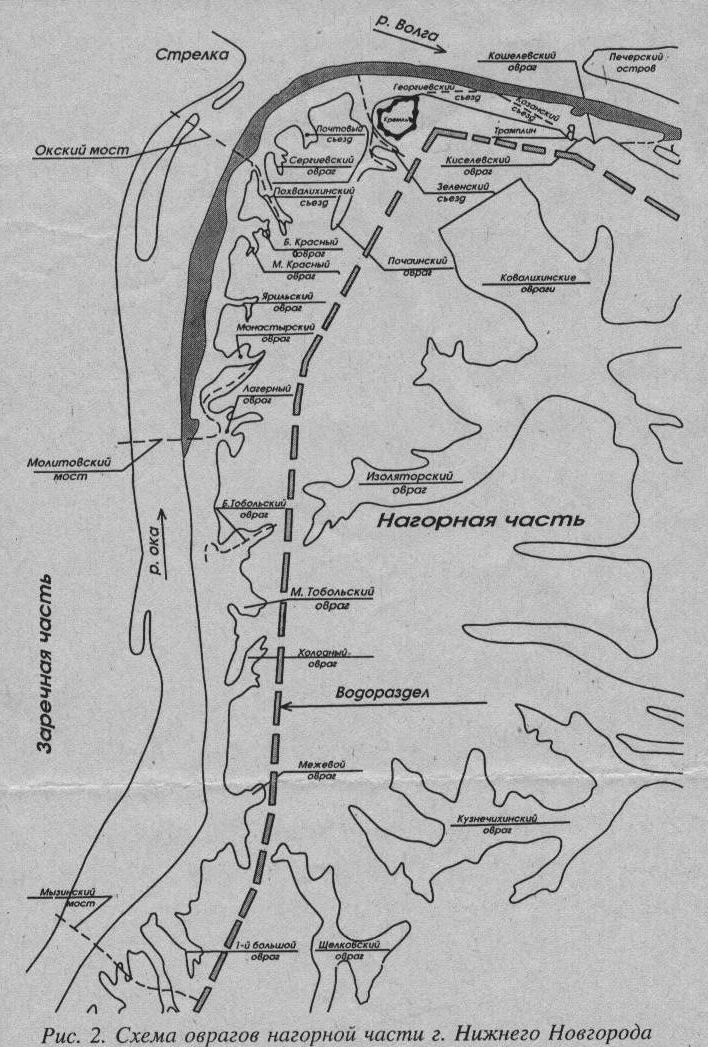 р. Волга
Стрелка
Кошелевский
овраг
Печерский
остров
Георгиевский
съезд
Казанский
съезд
Кремль
Почтовый
съезд
Трамплин
Окский мост
Сергиевский
овраг
Киселевский
овраг
Похвалихинский
съезд
Зеленский
съезд
Б. Красный
овраг
М. Красный
овраг
Почаинский
овраг
Ковалихинские
овраги
Ярильский
овраг
Монастырский
овраг
Лагерный
овраг
Молитовский
мост
Изоляторский
овраг
Б.Тобольский
овраг
Нагорная часть
р. ока
М. Тобольский
овраг
Заречная часть
Холодный
овраг
Водораздел
Межевой
овраг
Кузнечихинский
овраг
Мызинский
мост
1-й большой
овраг
Щелковский
овраг
Рис. 2. Схема оврагов нагорной части г. Нижнего Новгорода